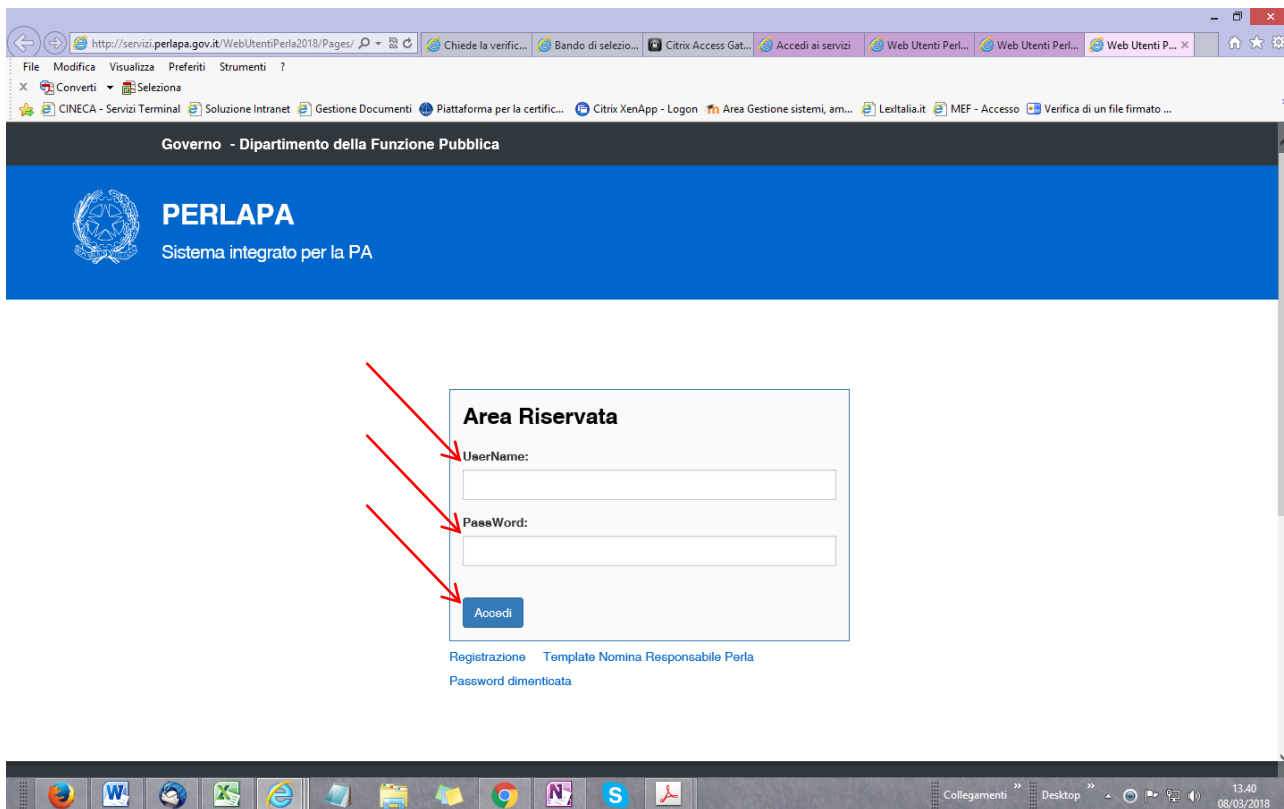 http://servizi.perlapa.gov.it/WebUtentiPerla2018/Pages/
Chiede la verific...
Bando di selezio...
Citrix Access Gat...
Accedi ai servizi
Web Utenti Perl...
Web Utenti Perl...
Web Utenti P...
File Modifica Visualizza Preferiti Strumenti ?
x Converti Seleziona
CINECA - Servizi Terminal Soluzione Intranet Gestione Documenti Piattaforma per la certific... Citrix XenApp - Logon Area Gestione sistemi, am... LexItalia.it MEF - Accesso Verifica di un file firmato ...
Governo - Dipartimento della Funzione Pubblica
PERLAPA
Sistema integrato per la PA
Area Riservata
UserName:
PassWord:
Accedi
Registrazione Template Nomina Responsabile Perla
Password dimenticata
Collegamenti Desktop
13.40
08/03/2018